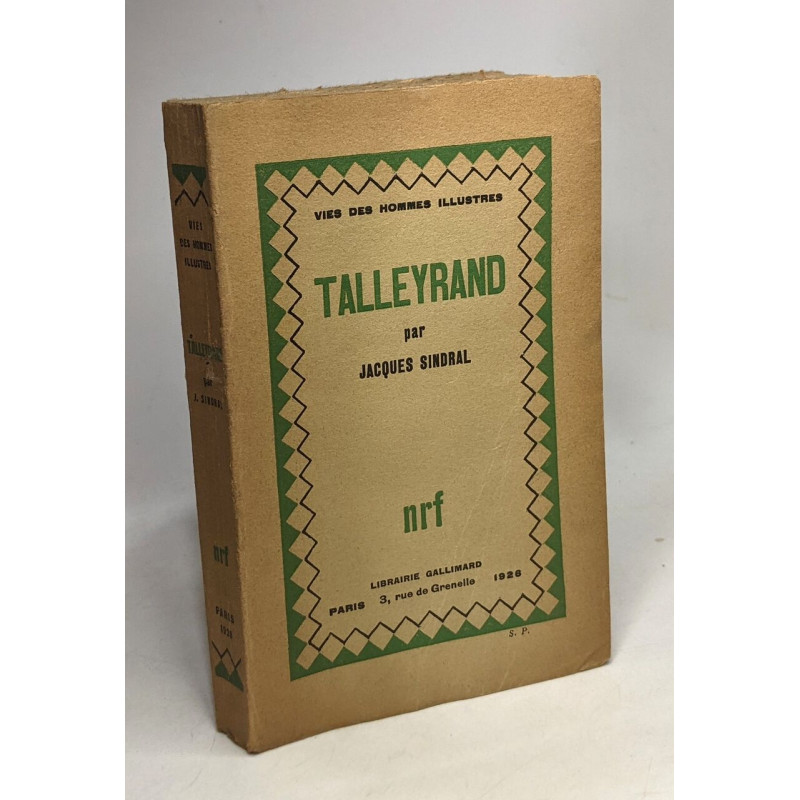 VIES DES HOMMES ILLUSTRES
TALLEYRAND
par
JACQUES SINDRAL
nrf
LIBRAIRIE GALLIMARD
PARIS 3, rue de Grenelle 1926
S. P.
VIES
DES HOMMES
ILLUSTRES
TALLEYRAND
par
J. SINDRAL
nrf
PARIS
1926